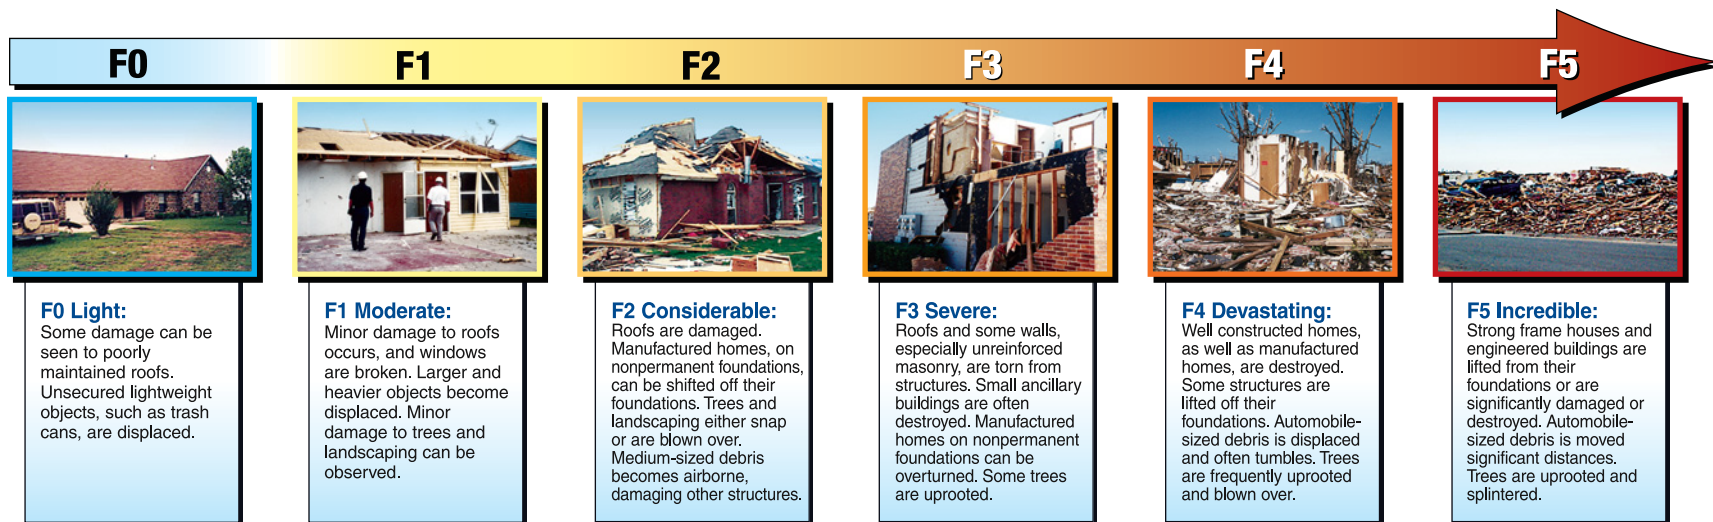 F0
F1
F2
F3
F4
F5
F0 Light:
Some damage can be
seen to poorly
maintained roofs.
Unsecured lightweight
objects, such as trash
cans, are displaced.
F1 Moderate:
Minor damage to roofs
occurs, and windows
are broken. Larger and
heavier objects become
displaced. Minor
damage to trees and
landscaping can be
observed.
F2 Considerable:
Roofs are damaged.
Manufactured homes, on
nonpermanent foundations,
can be shifted off their
foundations. Trees and
landscaping either snap
or are blown over.
Medium-sized debris
becomes airborne,
damaging other structures.
F3 Severe:
Roofs and some walls,
especially unreinforced
masonry, are torn from
structures. Small ancillary
buildings are often
destroyed. Manufactured
homes on nonpermanent
foundations can be
overturned. Some trees
are uprooted.
F4 Devastating:
Well constructed homes,
as well as manufactured
homes, are destroyed.
Some structures are
lifted off their
foundations. Automobile-
sized debris is displaced
and often tumbles. Trees
are frequently uprooted
and blown over.
F5 Incredible:
Strong frame houses and
engineered buildings are
lifted from their
foundations or are
significantly damaged or
destroyed. Automobile-
sized debris is moved
significant distances.
Trees are uprooted and
splintered.